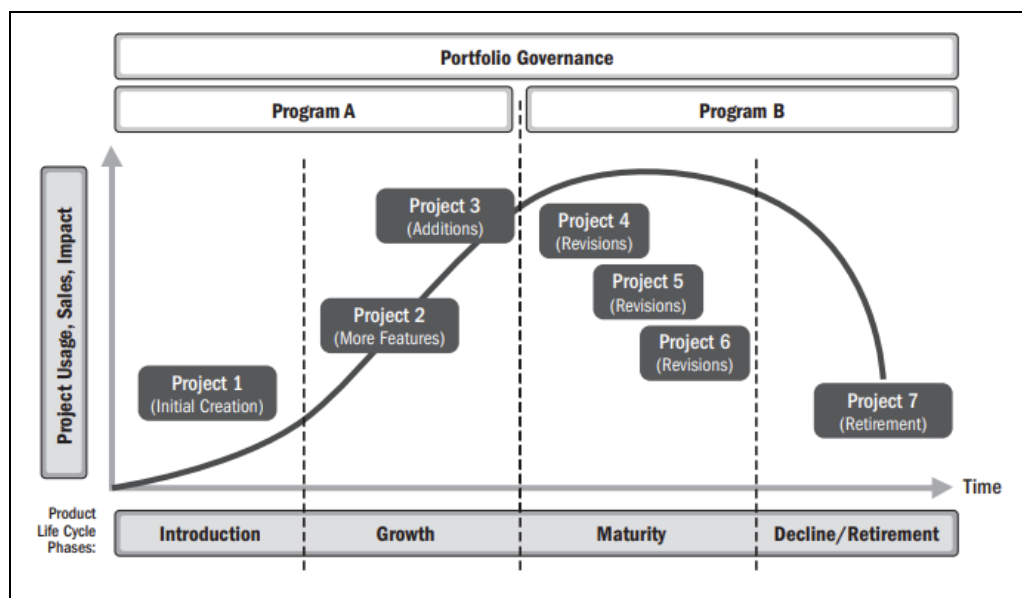 Portfolio Governance
Program A
Program B
Project Usage, Sales, Impact
Project 3
(Additions)
Project 4
(Revisions)
Project 5
(Revisions)
Project 2
(More Features)
Project 6
(Revisions)
Project 1
(Initial Creation)
Project 7
(Retirement)
Time
Product
Life Cycle
Phases:
Introduction
Growth
Maturity
Decline/Retirement